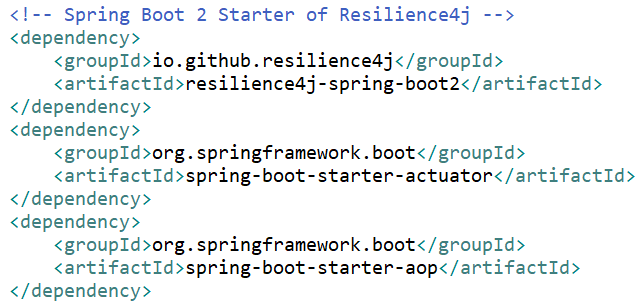 <!-- Spring Boot 2 Starter of Resilience4j -->
<dependency>
    <groupId>io.github.resilience4j</groupId>
    <artifactId>resilience4j-spring-boot2</artifactId>
</dependency>
<dependency>
    <groupId>org.springframework.boot</groupId>
    <artifactId>spring-boot-starter-actuator</artifactId>
</dependency>
<dependency>
    <groupId>org.springframework.boot</groupId>
    <artifactId>spring-boot-starter-aop</artifactId>
</dependency>